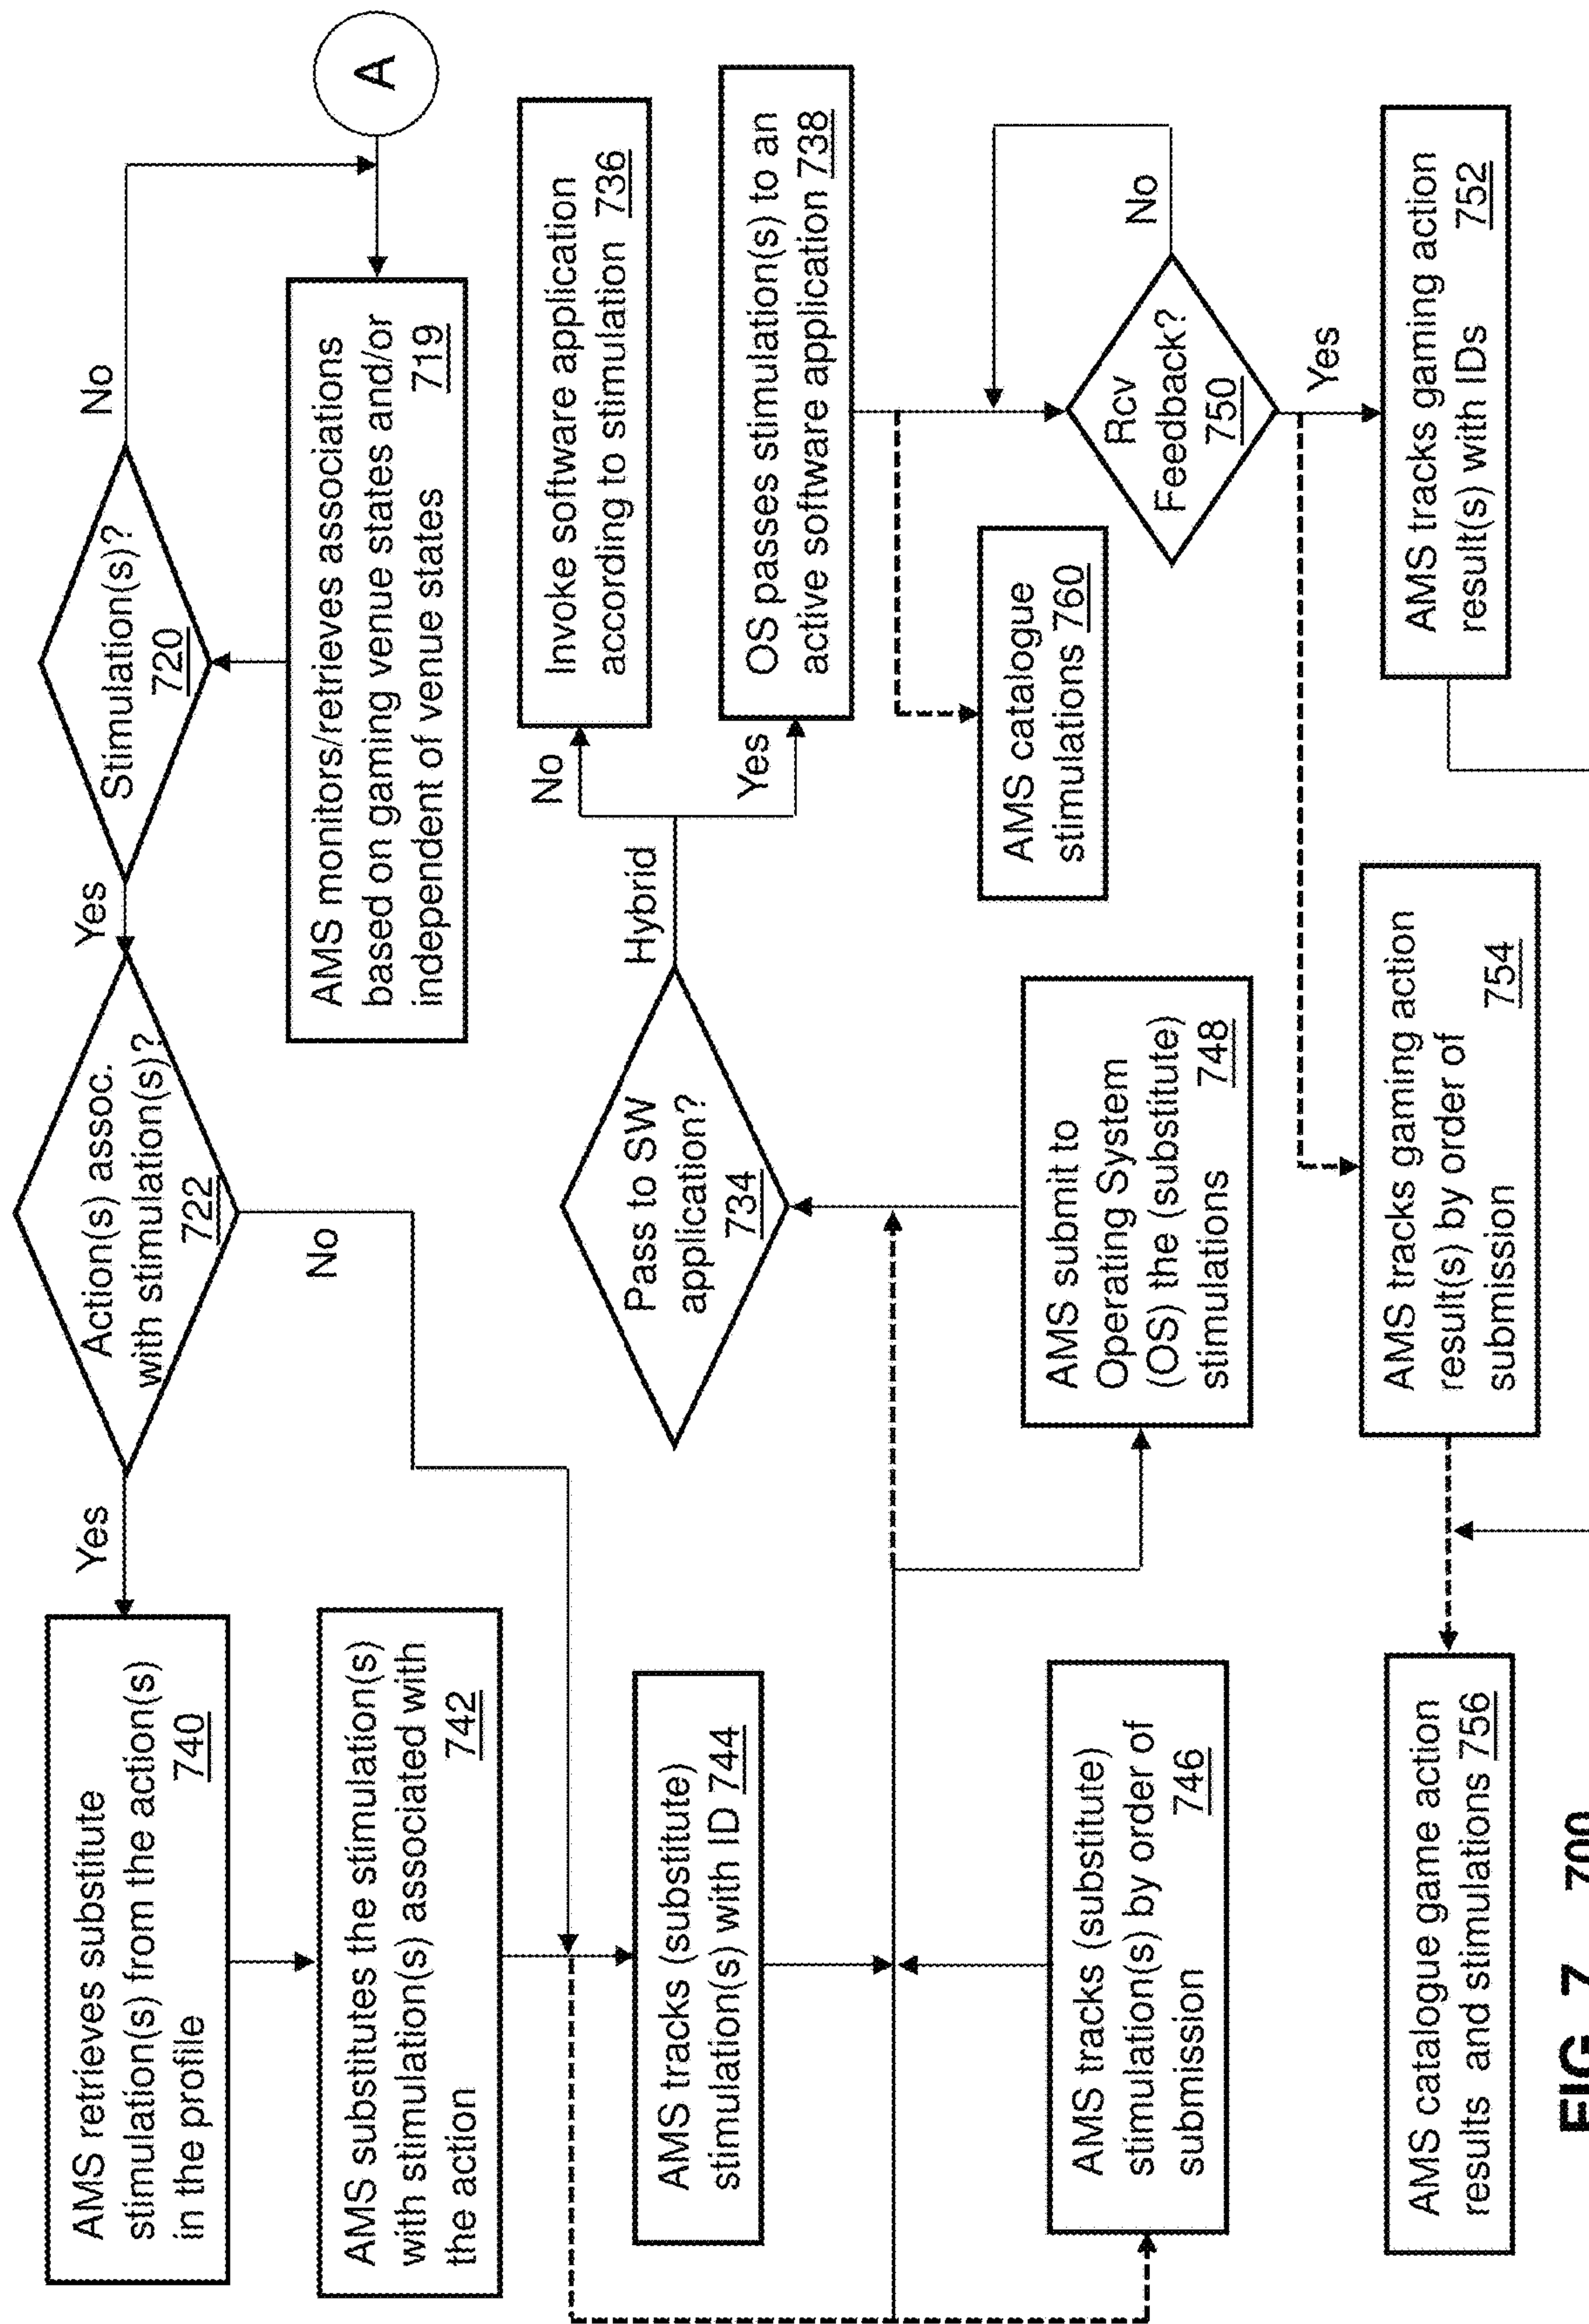 A
No
Stimulation(s)?
720
Yes
AMS monitors/retrieves associations
based on gaming venue states and/or
independent of venue states 719
Action(s) assoc.
with stimulation(s)?
722
Yes
No
AMS retrieves substitute
stimulation(s) from the action(s)
in the profile 740
AMS substitutes the stimulation(s)
with stimulation(s) associated with
the action 742
AMS tracks (substitute)
stimulation(s) with ID 744
AMS tracks (substitute)
stimulation(s) by order of
submission 746
AMS submit to
Operating System
(OS) the (substitute)
stimulations 748
Pass to SW
application?
734
Hybrid
No
Yes
Invoke software application
according to stimulation 736
OS passes stimulation(s) to an
active software application 738
AMS catalogue
stimulations 760
Rcv
Feedback?
750
No
Yes
AMS tracks gaming action
result(s) with IDs 752
AMS tracks gaming action
result(s) by order of
submission 754
AMS catalogue game action
results and stimulations 756
FIG. 7 700